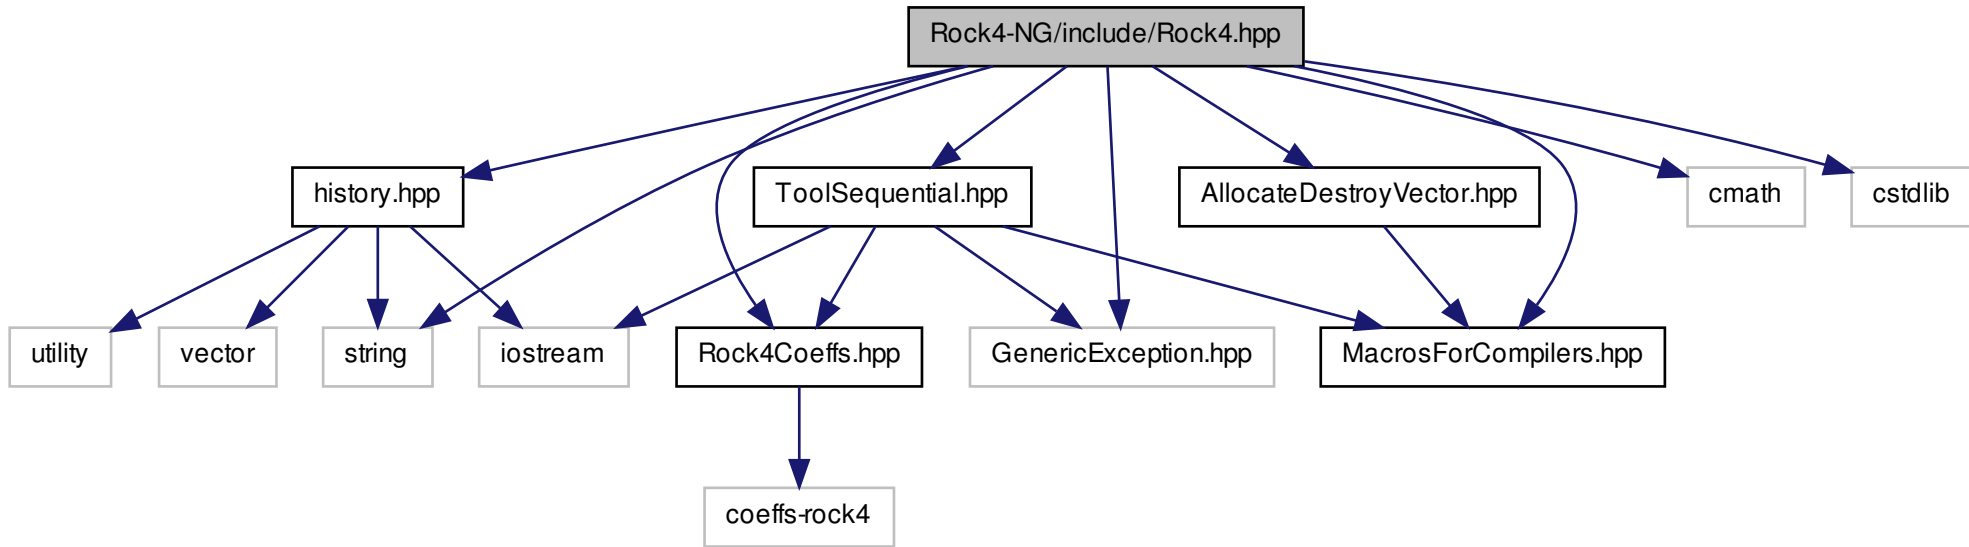 Rock4-NG/include/Rock4.hpp
history.hpp
ToolSequential.hpp
AllocateDestroyVector.hpp
cmath
cstdlib
utility
vector
string
iostream
Rock4Coeffs.hpp
GenericException.hpp
MacrosForCompilers.hpp
coeffs-rock4